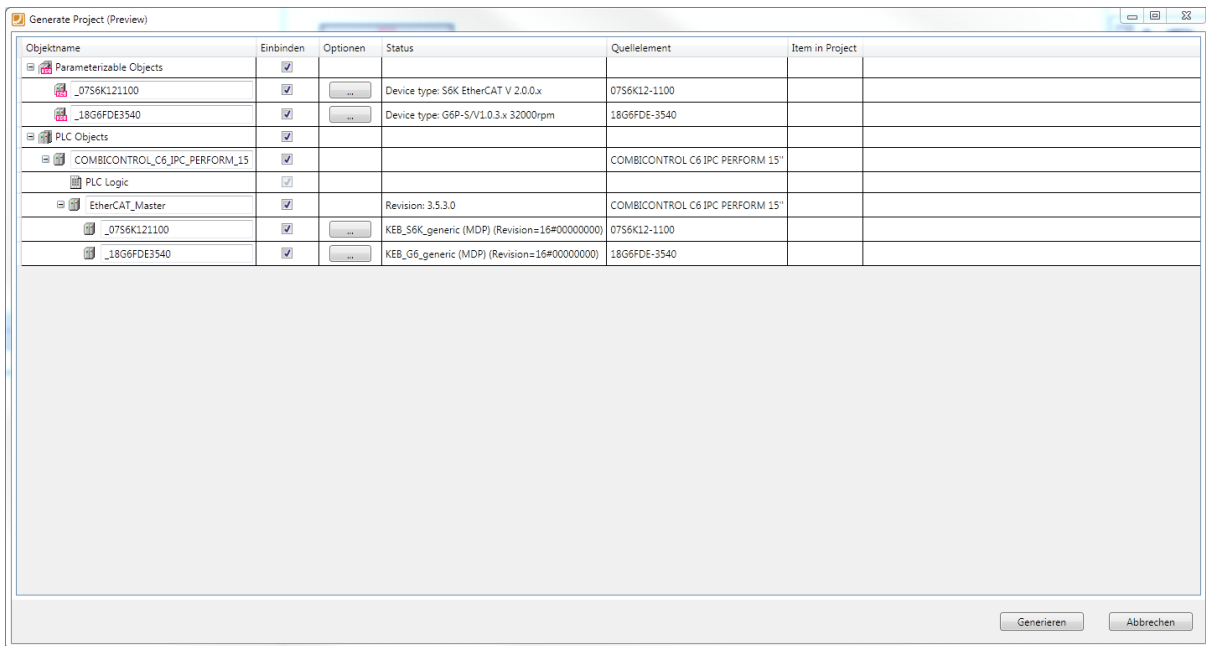 Generate Project (Preview)
Objektname Einbinden Optionen Status Quellelement Item in Project
Parameterizable Objects
_07S6K121100 ... Device type: S6K EtherCAT V 2.0.0.x 07S6K12-1100
_18G6FDE3540 ... Device type: G6P-S/V1.0.3.x 32000rpm 18G6FDE-3540
PLC Objects
COMBICONTROL_C6_IPC_PERFORM_15 COMBICONTROL C6 IPC PERFORM 15"
PLC Logic
EtherCAT_Master Revision: 3.5.3.0 COMBICONTROL C6 IPC PERFORM 15"
_07S6K121100 ... KEB_S6K_generic (MDP) (Revision=16#00000000) 07S6K12-1100
_18G6FDE3540 ... KEB_G6_generic (MDP) (Revision=16#00000000) 18G6FDE-3540
Generieren Abbrechen